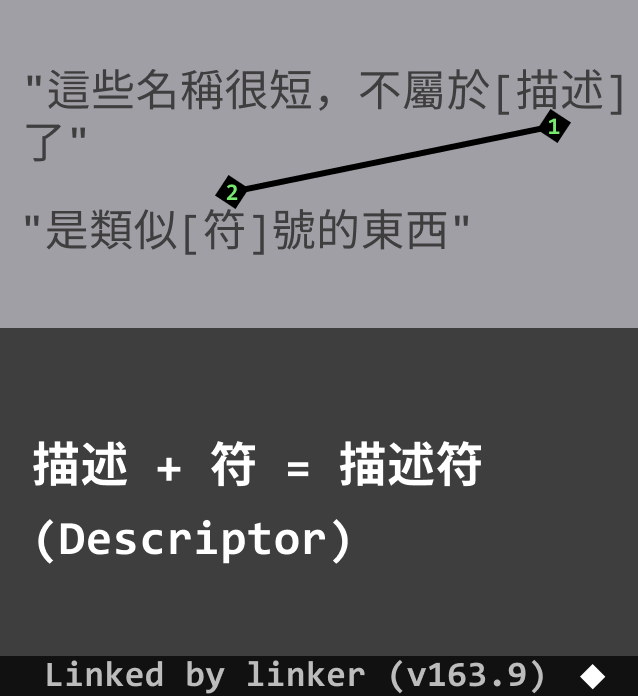 "這些名稱很短，不屬於[描述]
了"
1
2
"是類似[符]號的東西"
描述 + 符 = 描述符
(Descriptor)
Linked by linker (v163.9)